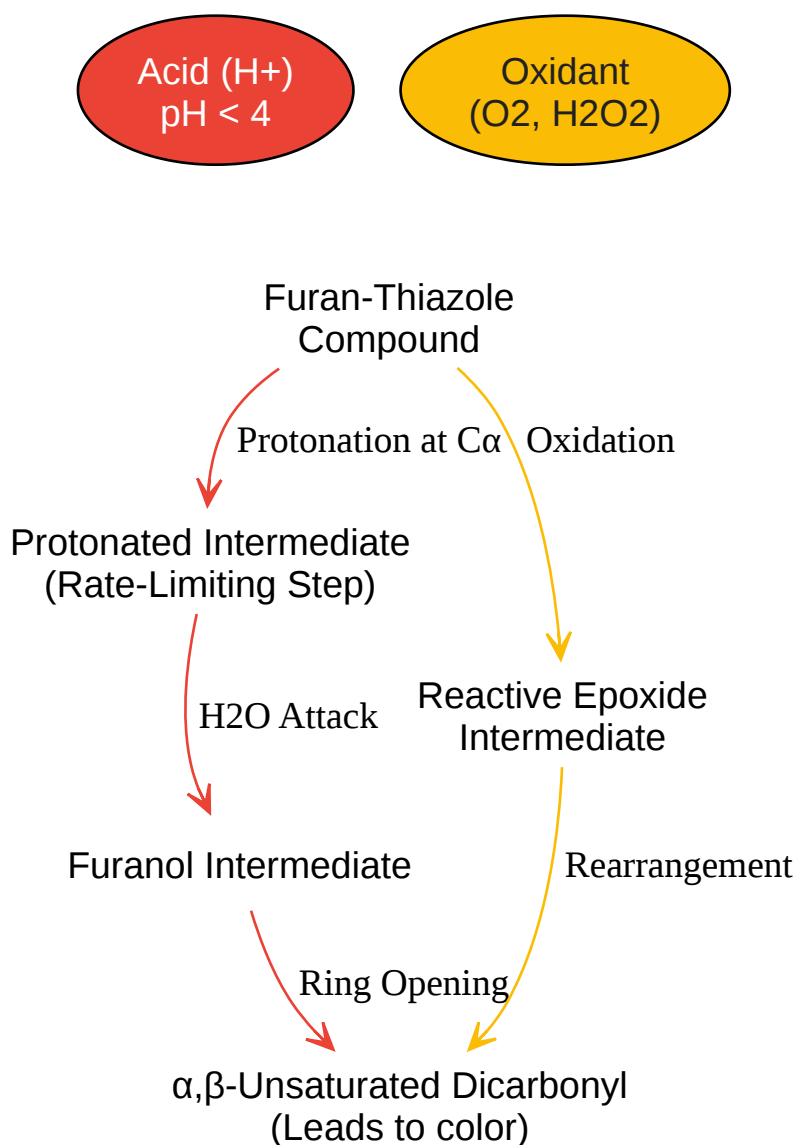 Acid (H+)
pH < 4
Oxidant
(O2, H2O2)
Furan-Thiazole
Compound
Protonation at Cα
Oxidation
Protonated Intermediate
(Rate-Limiting Step)
H2O Attack
Reactive Epoxide
Intermediate
Furanol Intermediate
Rearrangement
Ring Opening
α,β-Unsaturated Dicarbonyl
(Leads to color)